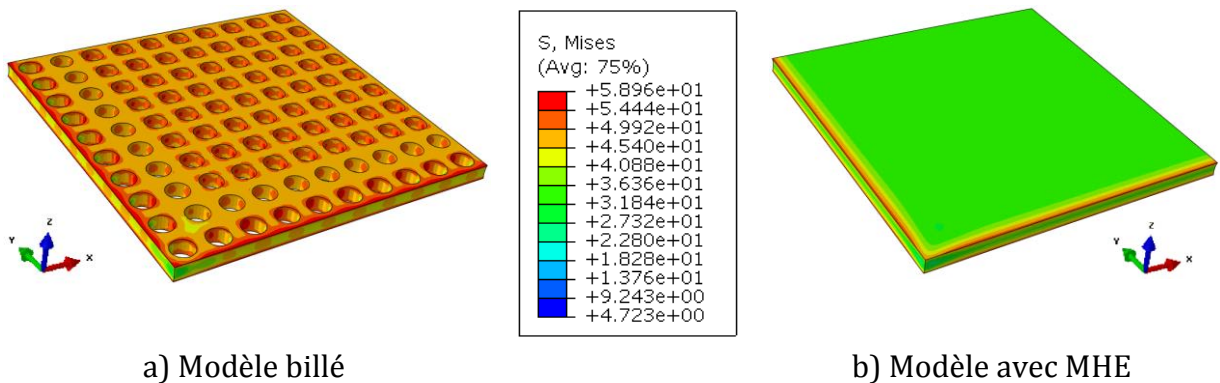 S, Mises
(Avg: 75%)
+5.896e+01
+5.444e+01
+4.992e+01
+4.540e+01
+4.088e+01
+3.636e+01
+3.184e+01
+2.732e+01
+2.280e+01
+1.828e+01
+1.376e+01
+9.243e+00
+4.723e+00
Y
Z
X
Y
Z
X
a) Modèle billé
b) Modèle avec MHE